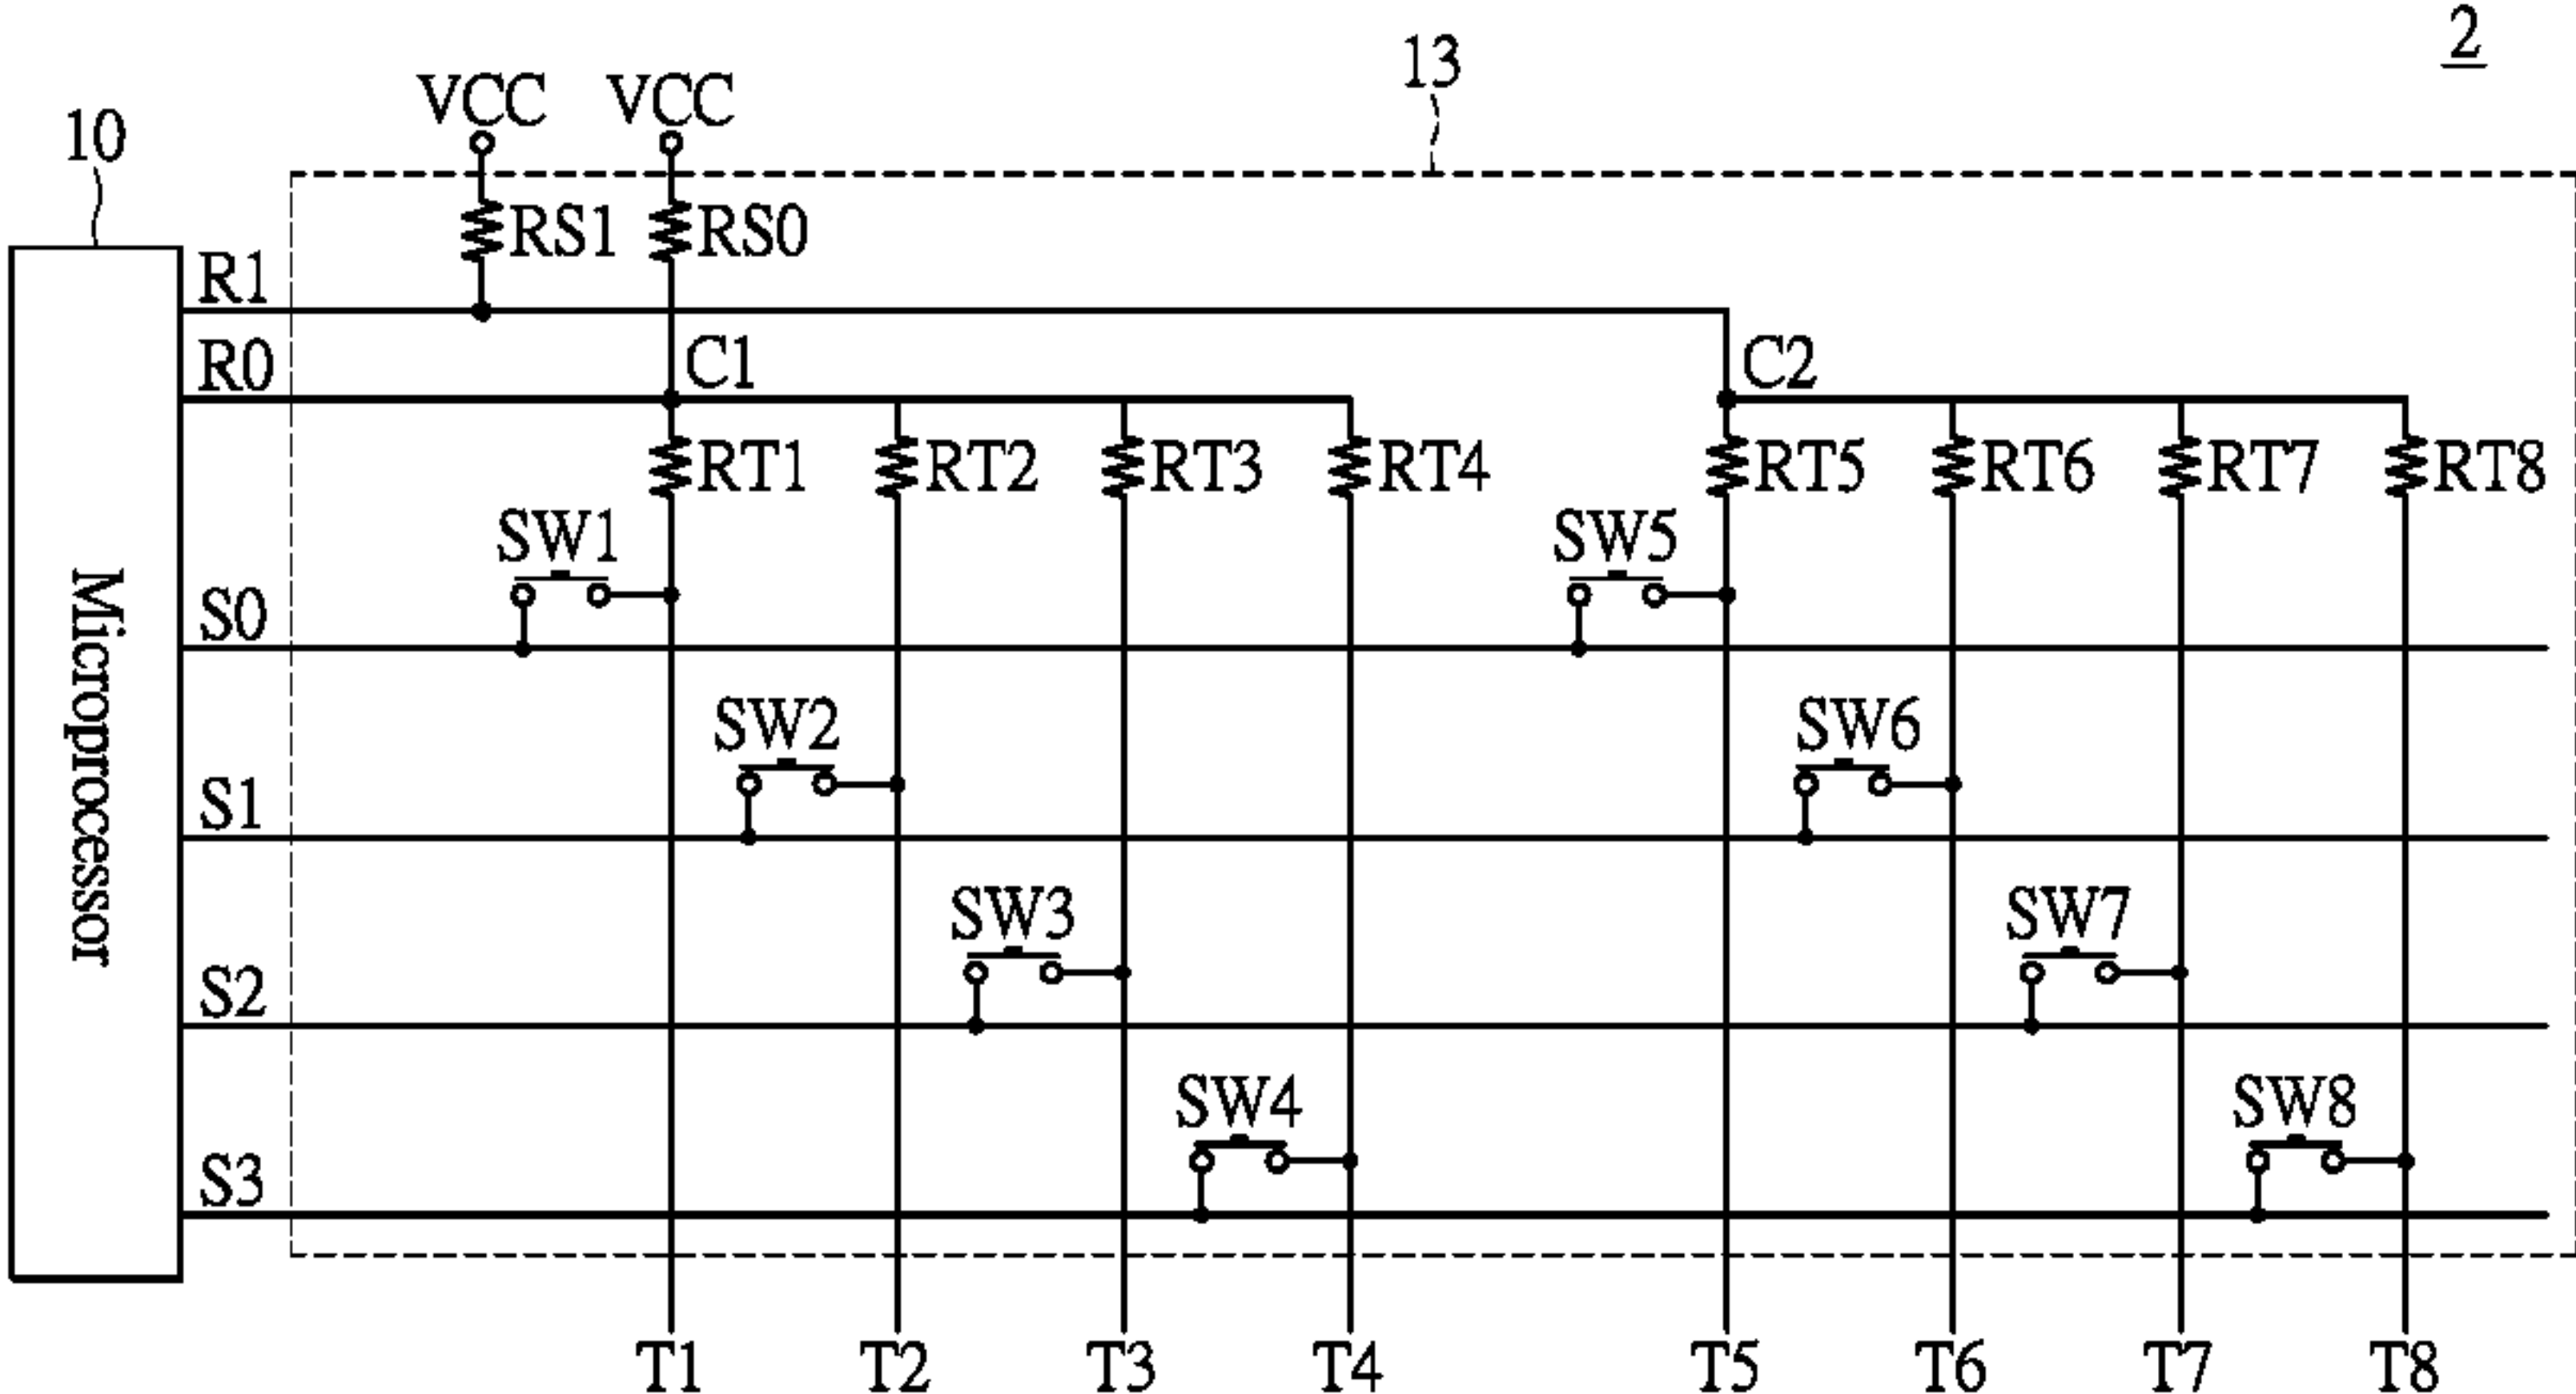 2
13
VCC VCC
10
RS1 RS0
R1
R0 C1 C2
RT1 RT2 RT3 RT4 RT5 RT6 RT7 RT8
SW1 SW5
S0
SW2 SW6
S1
SW3 SW7
S2
SW4 SW8
S3
Microprocessor
T1 T2 T3 T4 T5 T6 T7 T8